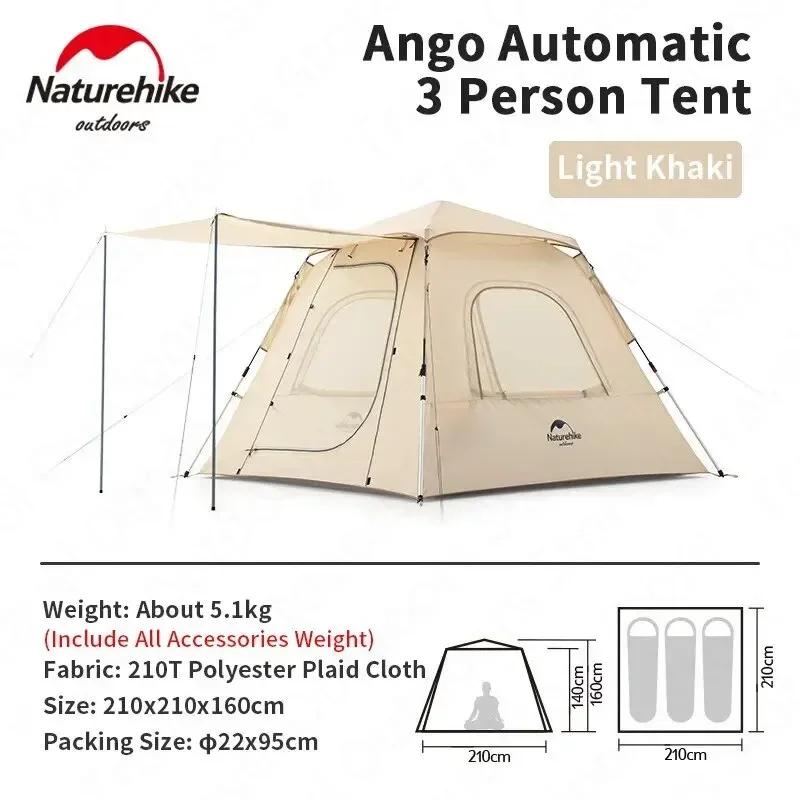 Naturehike
outdoors
Ango Automatic
3 Person Tent
Light Khaki
Naturehike
outdoor
Weight: About 5.1kg
(Include All Accessories Weight)
Fabric: 210T Polyester Plaid Cloth
Size: 210x210x160cm
Packing Size: φ22x95cm
140cm
160cm
210cm
210cm
210cm